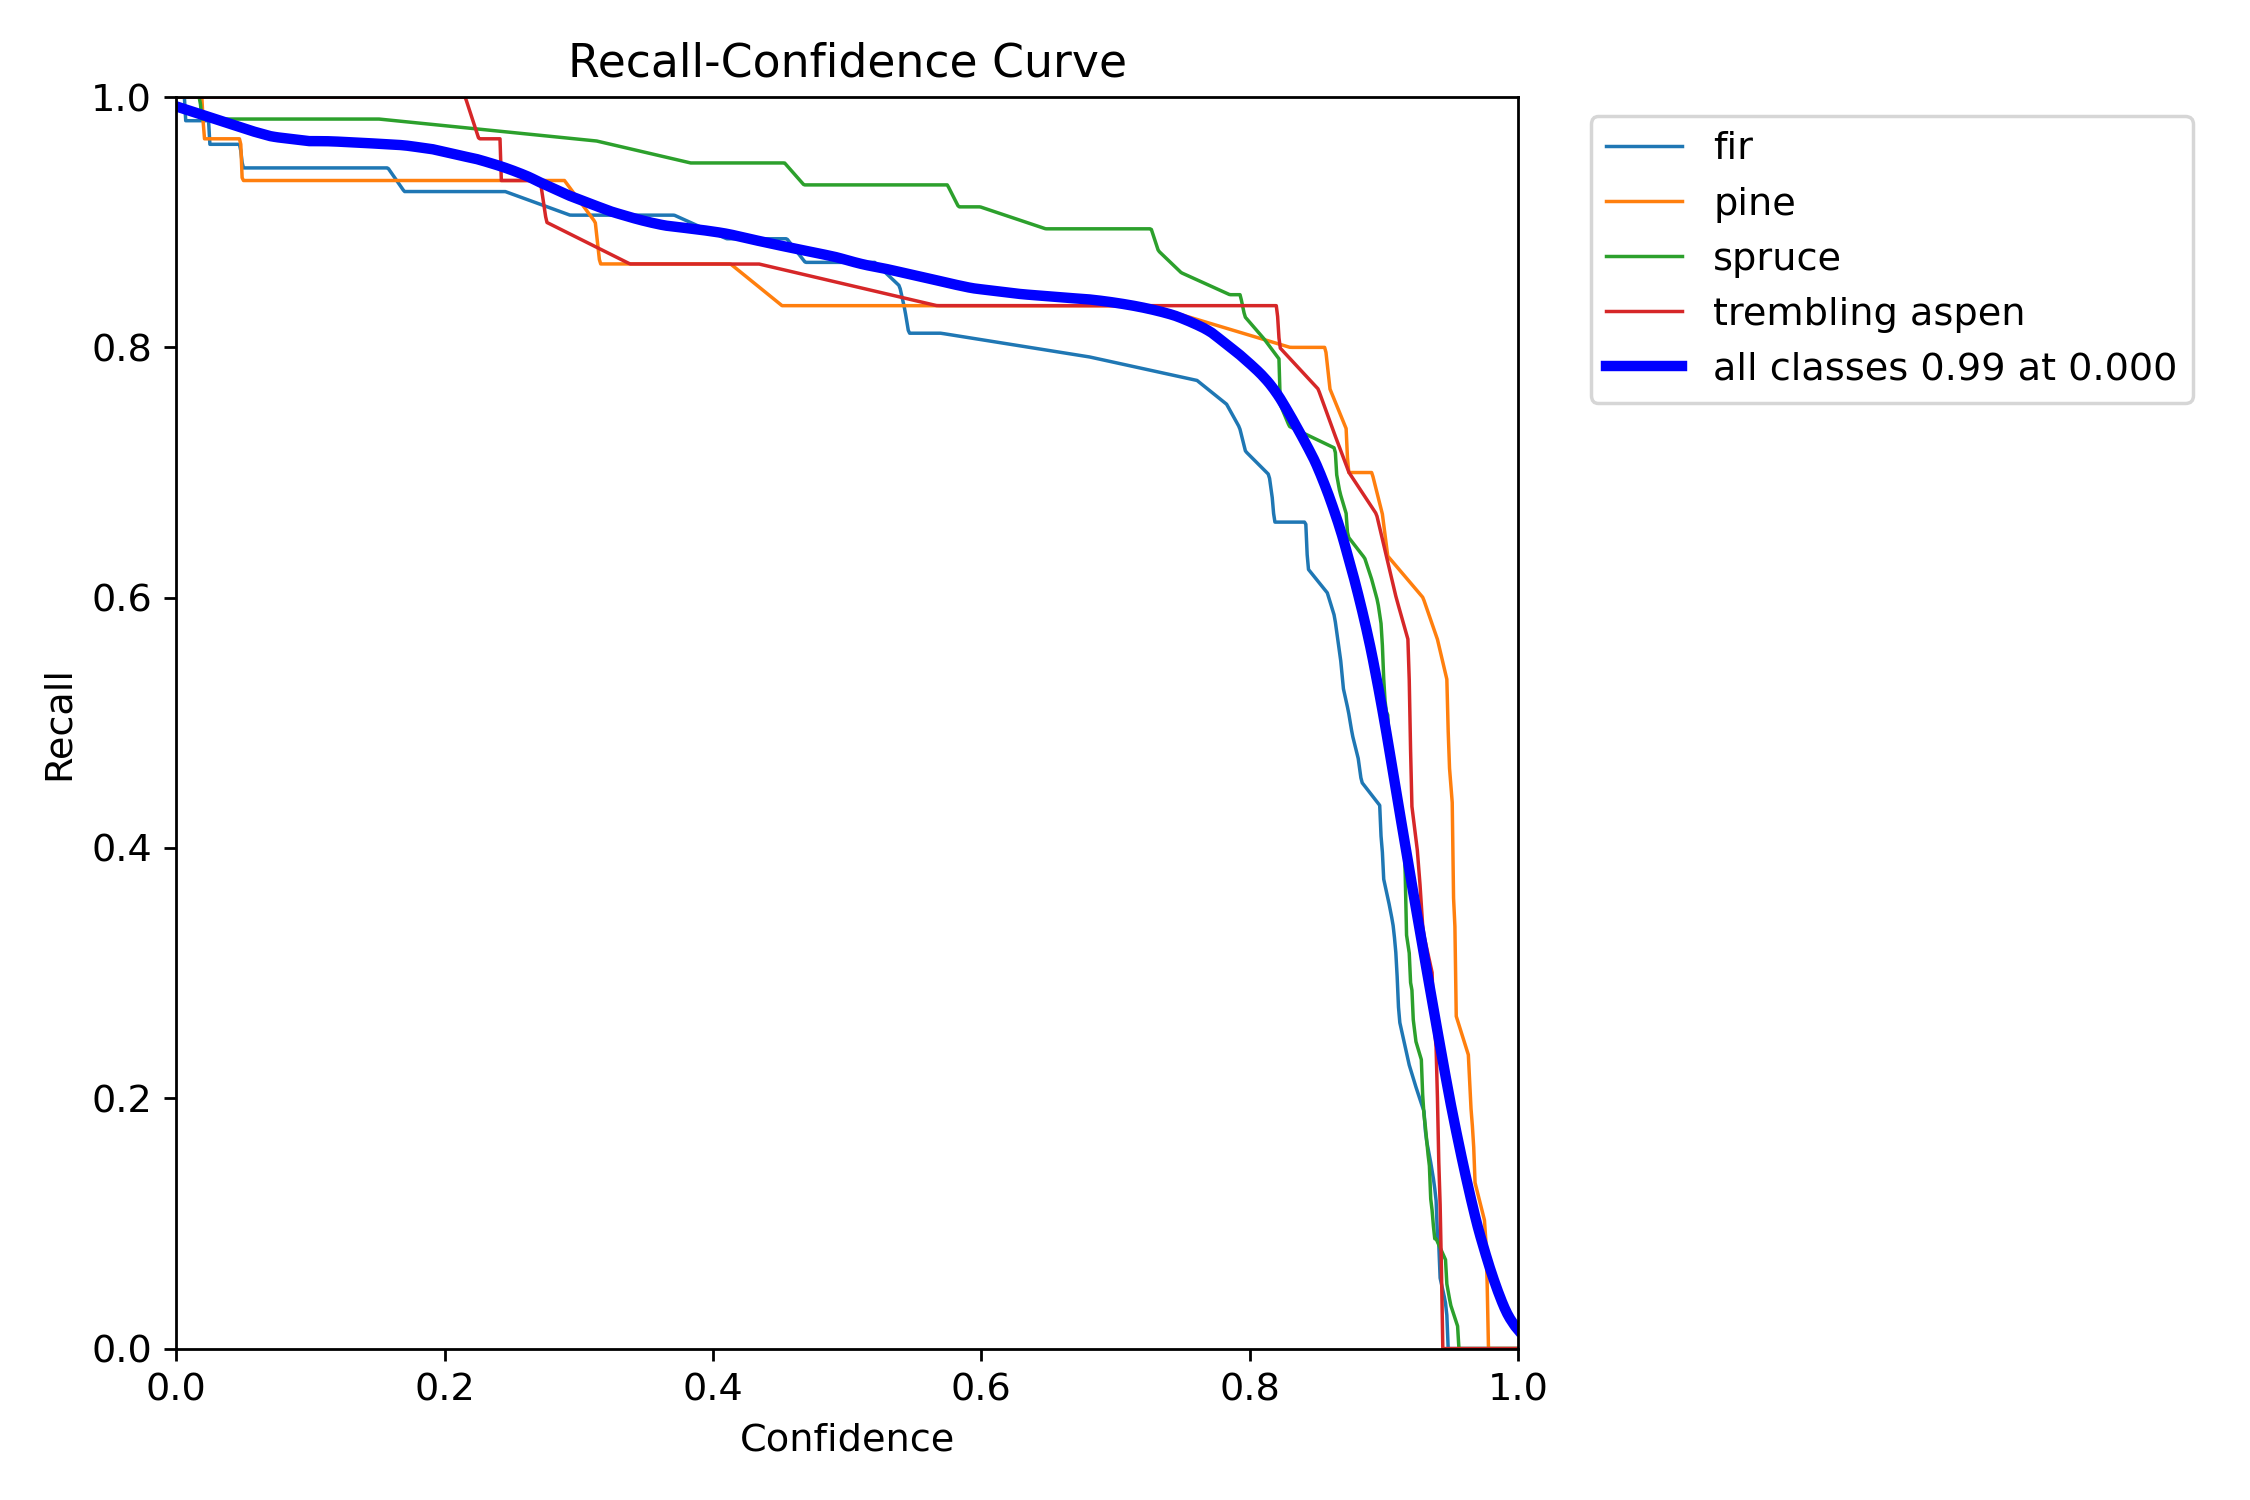 Recall-Confidence Curve
1.0
0.8
0.6
0.4
0.2
0.0
Recall
0.0 0.2 0.4 0.6 0.8 1.0
Confidence
fir
pine
spruce
trembling aspen
all classes 0.99 at 0.000